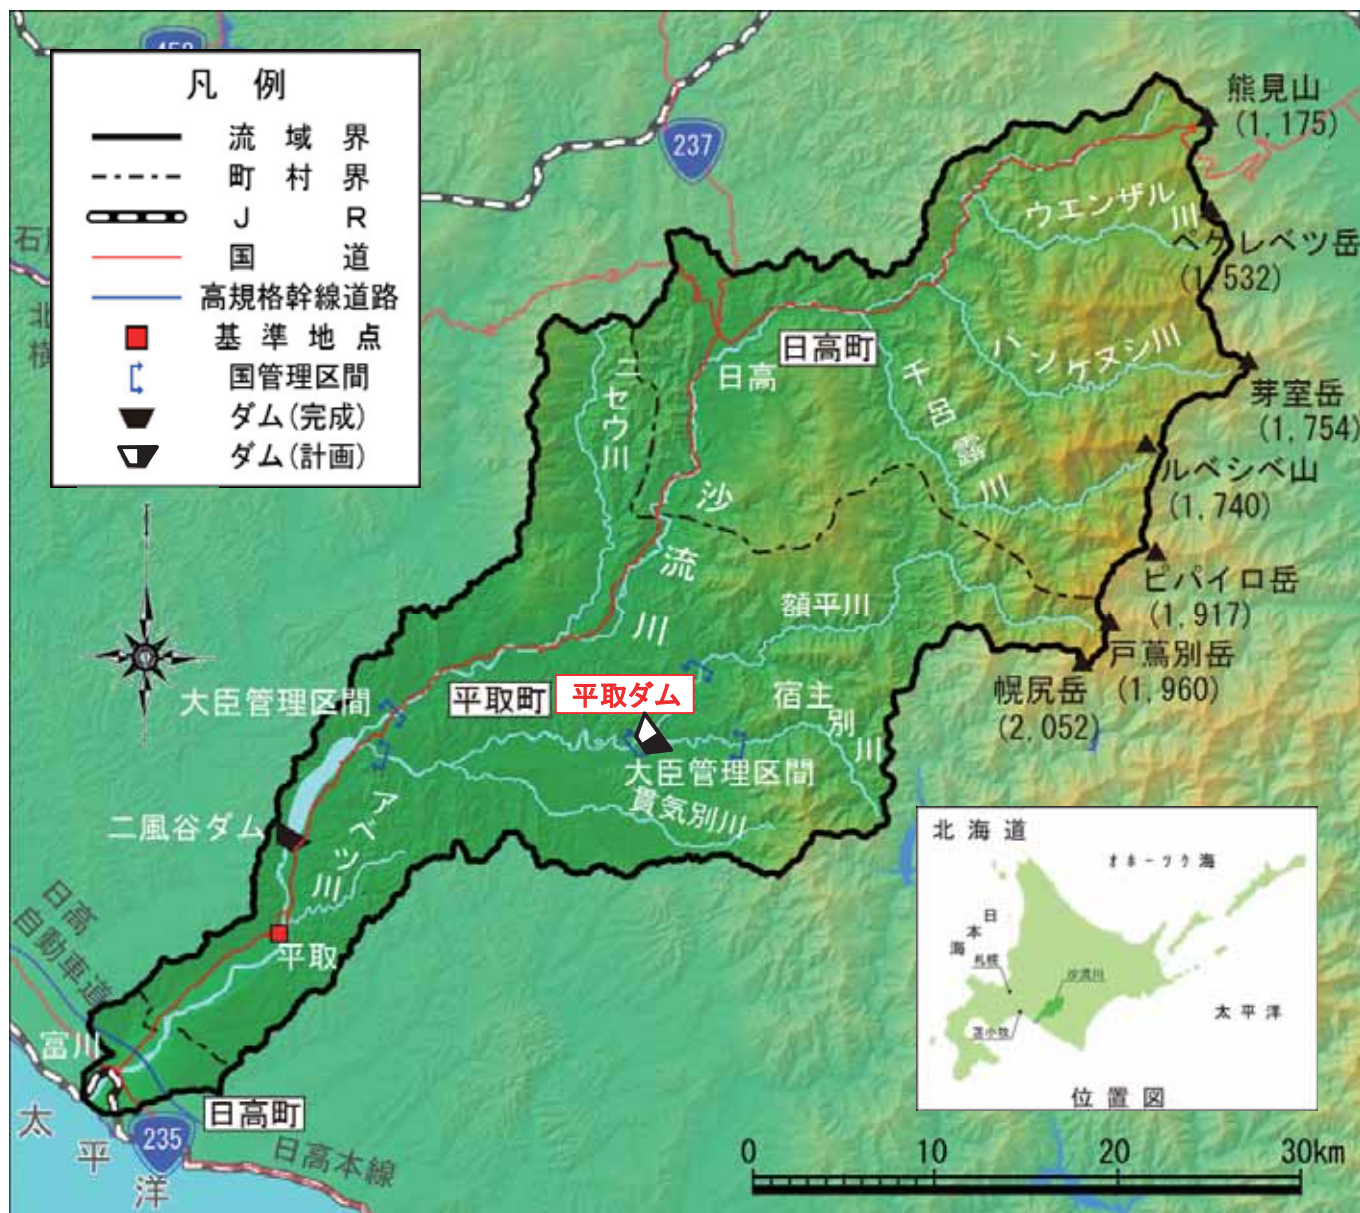 凡例
流域界
町村界
JR
国道
高規格幹線道路
基準地点
国管理区間
ダム(完成)
ダム(計画)
237
熊見山
(1,175)
ウエンザル川
ペケレベツ岳
(1,532)
日高町
日高
パンケヌシ川
千呂露川
芽室岳
(1,754)
ニセウ川
ルベシベ山
(1,740)
沙流川
ピパイロ岳
(1,917)
額平川
戸蔦別岳
(1,960)
幌尻岳
(2,052)
大臣管理区間
平取町
平取ダム
宿主別川
大臣管理区間
貫気別川
二風谷ダム
アベツ川
平取
日高
自動車道
富川
日高町
235
日高本線
太平洋
北海道
オホーツク海
日本海
札幌
沙流川
苫小牧
太平洋
位置図
0
10
20
30km